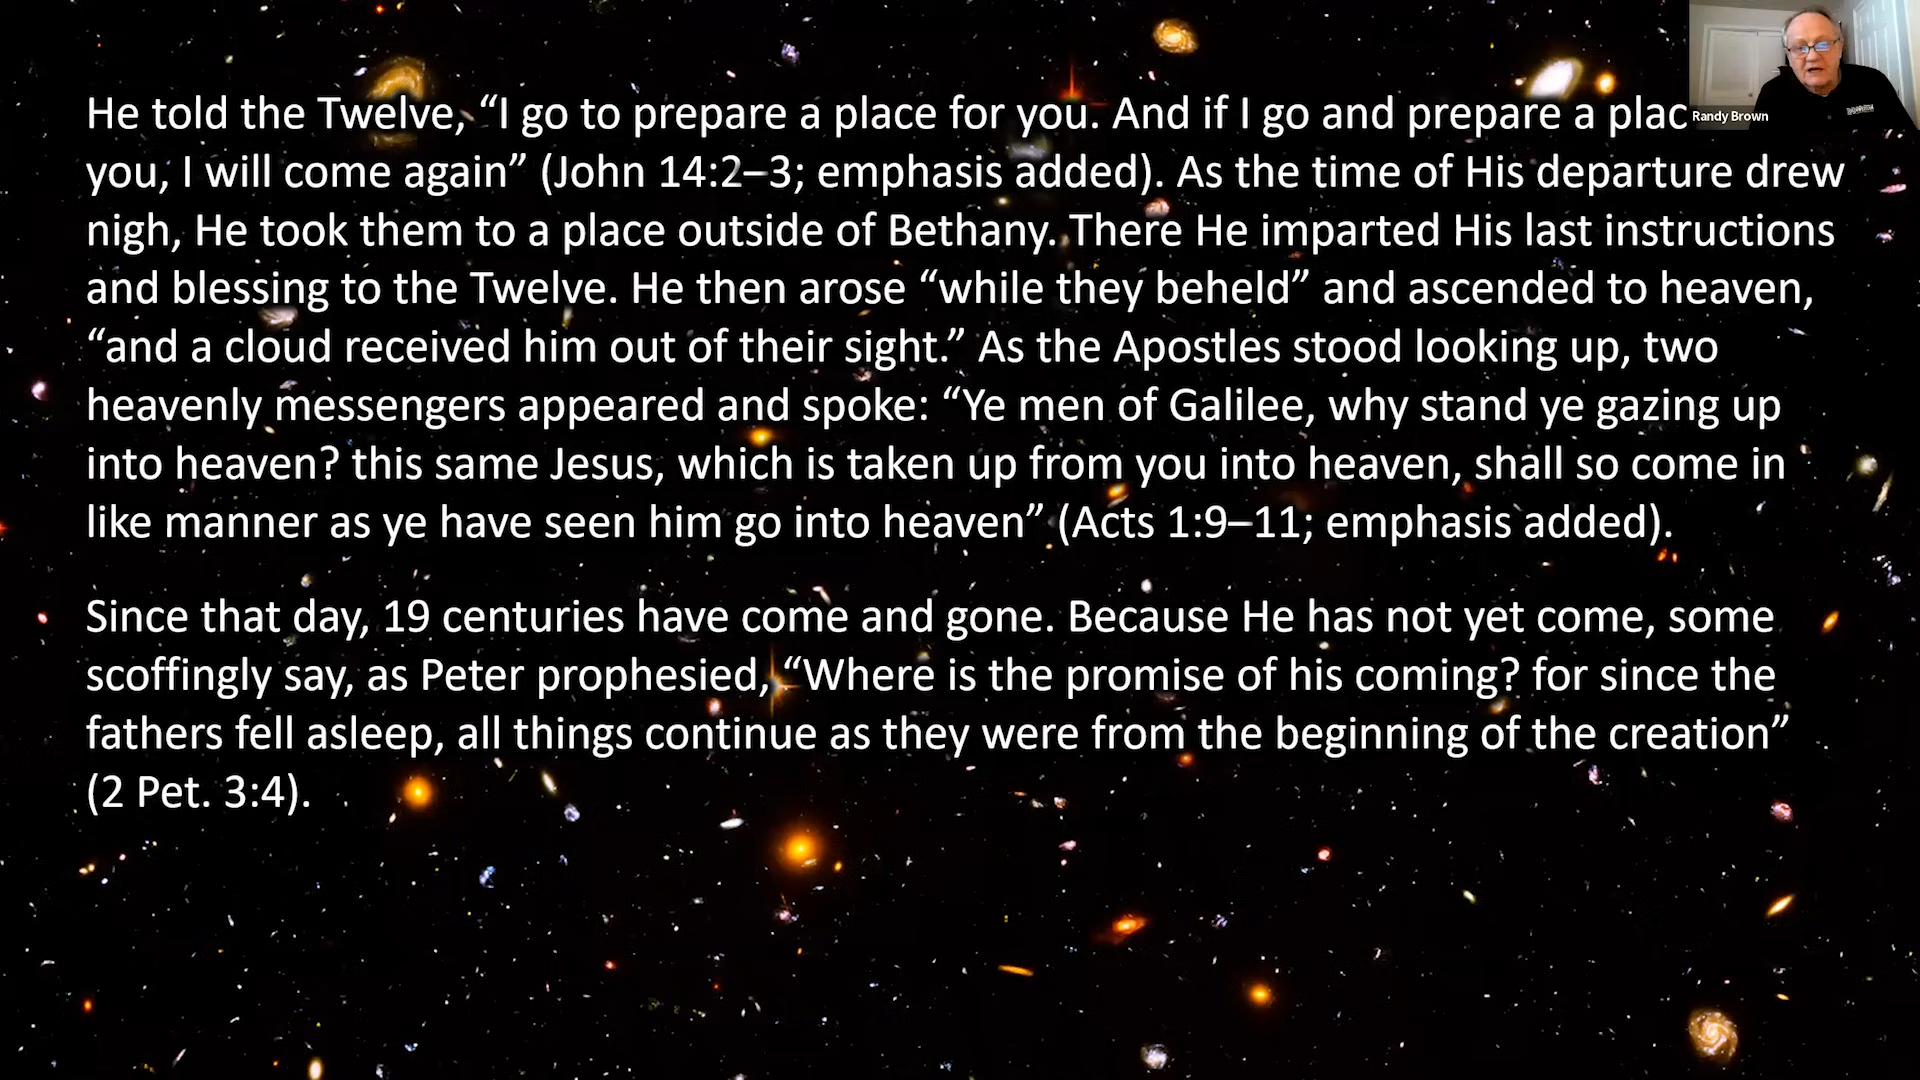 He told the Twelve, “I go to prepare a place for you. And if I go and prepare a plac
you, I will come again” (John 14:2–3; emphasis added). As the time of His departure drew
nigh, He took them to a place outside of Bethany. There He imparted His last instructions
and blessing to the Twelve. He then arose “while they beheld” and ascended to heaven,
“and a cloud received him out of their sight.” As the Apostles stood looking up, two
heavenly messengers appeared and spoke: “Ye men of Galilee, why stand ye gazing up
into heaven? this same Jesus, which is taken up from you into heaven, shall so come in
like manner as ye have seen him go into heaven” (Acts 1:9–11; emphasis added).
Since that day, 19 centuries have come and gone. Because He has not yet come, some
scoffingly say, as Peter prophesied, “Where is the promise of his coming? for since the
fathers fell asleep, all things continue as they were from the beginning of the creation”
(2 Pet. 3:4).
Randy Brown